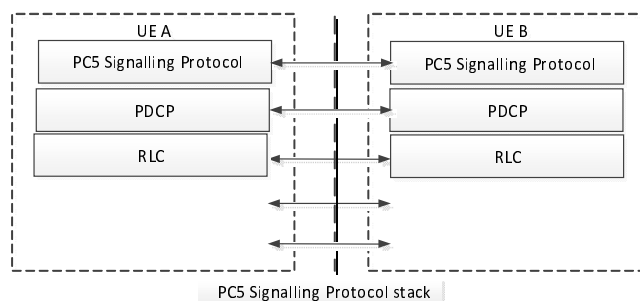 UE A
UE B
PC5 Signalling Protocol
PC5 Signalling Protocol
PDCP
PDCP
RLC
RLC
PC5 Signalling Protocol stack